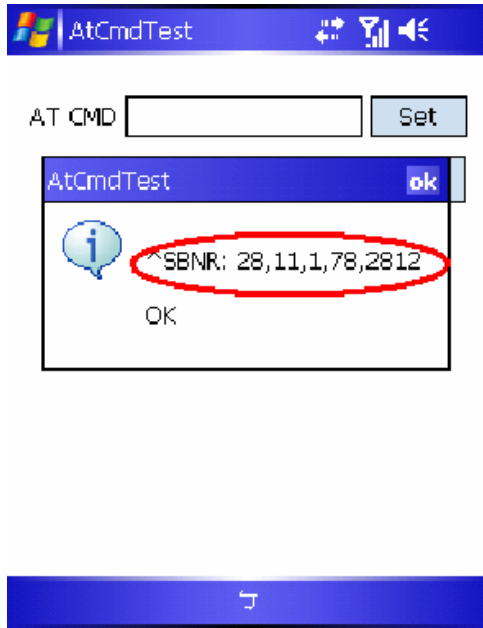 AtCmdTest
AT CMD
Set
AtCmdTest
ok
^SBNR: 28,11,1,78,2812
OK